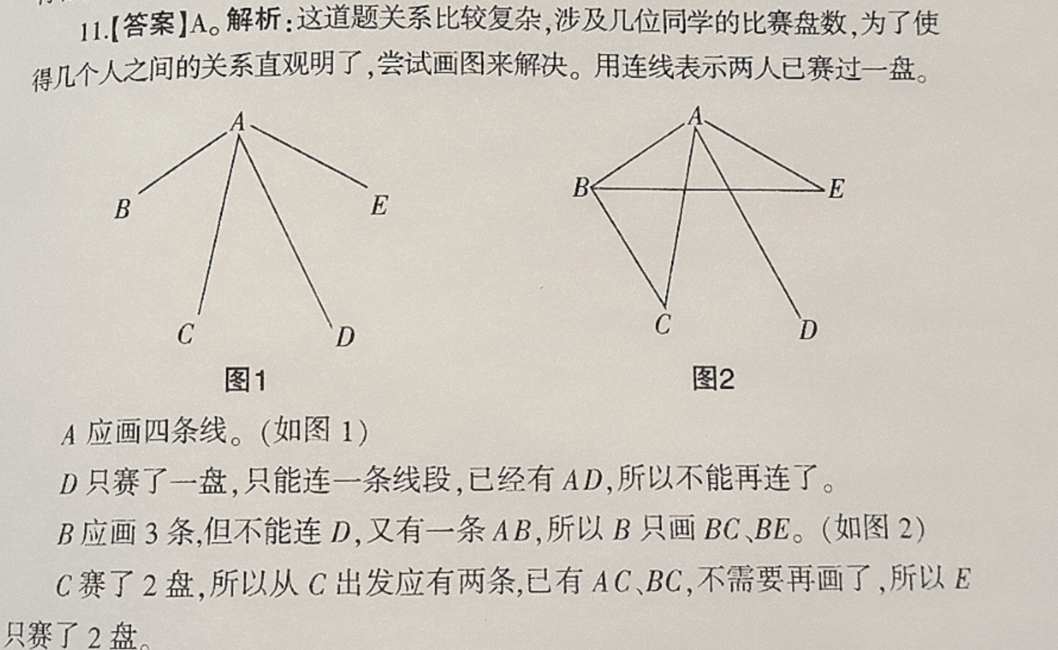 11.【答案】A。解析:这道题关系比较复杂,涉及几位同学的比赛盘数,为了使
得几个人之间的关系直观明了,尝试画图来解决。用连线表示两人已赛过一盘。
A
B
E
C
D
图1
A
B
E
C
D
图2
A 应画四条线。(如图 1)
D 只赛了一盘,只能连一条线段,已经有 AD,所以不能再连了。
B 应画 3 条,但不能连 D,又有一条 AB,所以 B 只画 BC、BE。(如图 2)
C 赛了 2 盘,所以从 C 出发应有两条,已有 AC、BC,不需要再画了,所以 E
只赛了 2 盘。